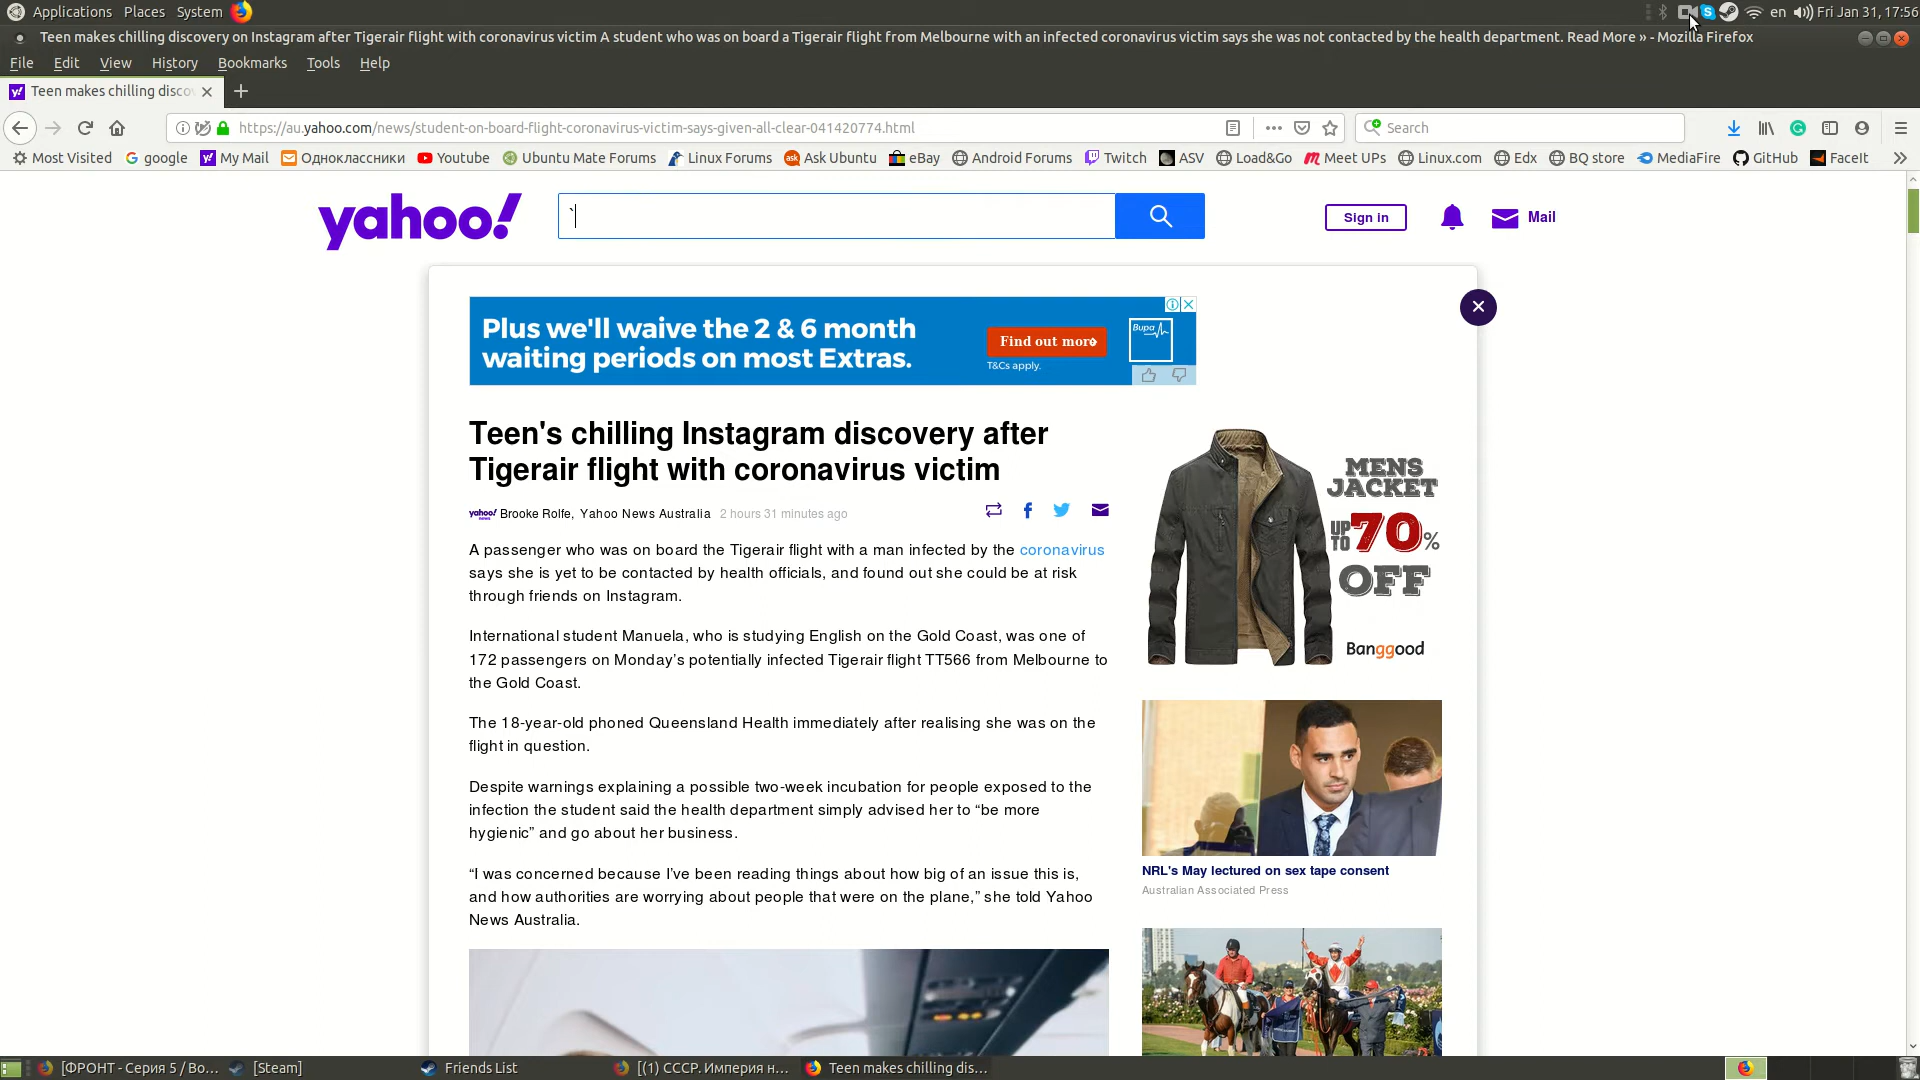 Applications Places System
en Fri Jan 31, 17:56
Teen makes chilling discovery on Instagram after Tigerair flight with coronavirus victim A student who was on board a Tigerair flight from Melbourne with an infected coronavirus victim says she was not contacted by the health department. Read More » - Mozilla Firefox
File Edit View History Bookmarks Tools Help
Teen makes chilling disco
https://au.yahoo.com/news/student-on-board-flight-coronavirus-victim-says-given-all-clear-041420774.html
Search
Most Visited google My Mail Одноклассники Youtube Ubuntu Mate Forums Linux Forums Ask Ubuntu eBay Android Forums Twitch ASV Load&Go Meet UPs Linux.com Edx BQ store MediaFire GitHub FaceIt
yahoo!
`
Sign in
Mail
Plus we'll waive the 2 & 6 month
waiting periods on most Extras.
Find out more
T&Cs apply.
Bupa
Teen's chilling Instagram discovery after
Tigerair flight with coronavirus victim
yahoo! news Brooke Rolfe, Yahoo News Australia 2 hours 31 minutes ago
A passenger who was on board the Tigerair flight with a man infected by the coronavirus
says she is yet to be contacted by health officials, and found out she could be at risk
through friends on Instagram.
International student Manuela, who is studying English on the Gold Coast, was one of
172 passengers on Monday’s potentially infected Tigerair flight TT566 from Melbourne to
the Gold Coast.
The 18-year-old phoned Queensland Health immediately after realising she was on the
flight in question.
Despite warnings explaining a possible two-week incubation for people exposed to the
infection the student said the health department simply advised her to “be more
hygienic” and go about her business.
“I was concerned because I’ve been reading things about how big of an issue this is,
and how authorities are worrying about people that were on the plane,” she told Yahoo
News Australia.
MENS
JACKET
UP TO 70%
OFF
Banggood
NRL's May lectured on sex tape consent
Australian Associated Press
[ФРОНТ - Серия 5 / Во...
[Steam]
Friends List
[(1) СССР. Империя н...
Teen makes chilling dis...